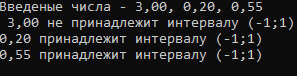 Введеные числа - 3,00, 0,20, 0,55
3,00 не принадлежит интервалу (-1;1)
0,20 принадлежит интервалу (-1;1)
0,55 принадлежит интервалу (-1;1)